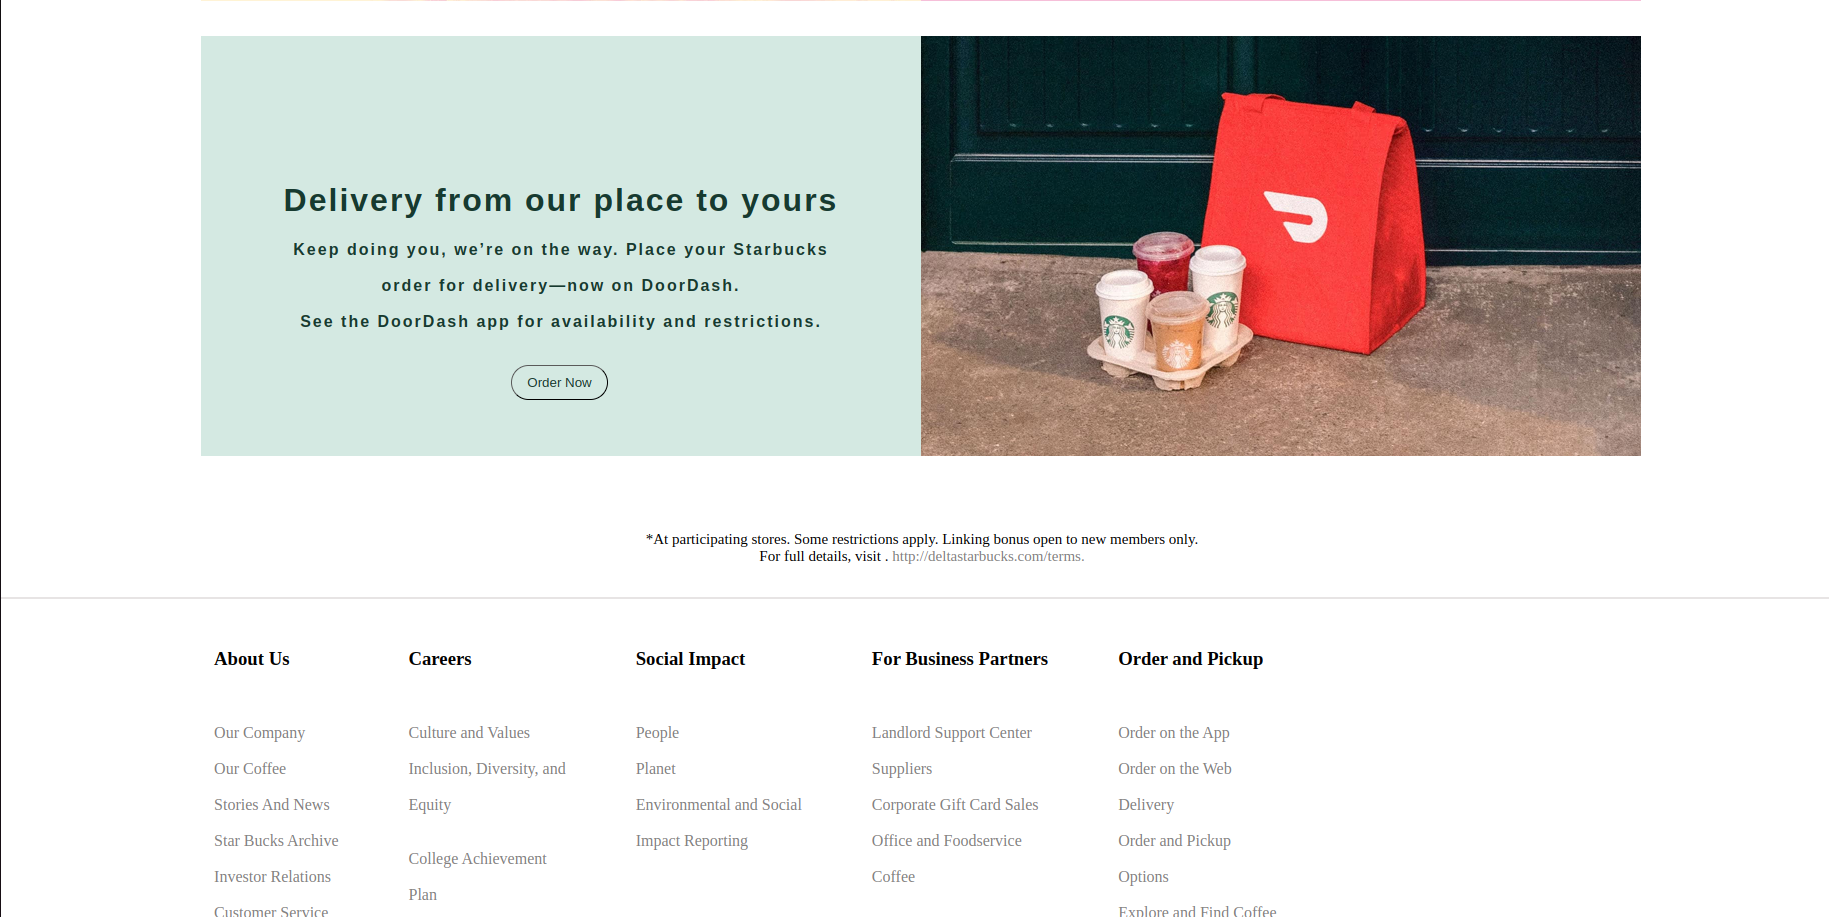 Delivery from our place to yours
Keep doing you, we’re on the way. Place your Starbucks
order for delivery—now on DoorDash.
See the DoorDash app for availability and restrictions.
Order Now
*At participating stores. Some restrictions apply. Linking bonus open to new members only.
For full details, visit . http://deltastarbucks.com/terms.
About Us
Our Company
Our Coffee
Stories And News
Star Bucks Archive
Investor Relations
Customer Service
Careers
Culture and Values
Inclusion, Diversity, and
Equity
College Achievement
Plan
Social Impact
People
Planet
Environmental and Social
Impact Reporting
For Business Partners
Landlord Support Center
Suppliers
Corporate Gift Card Sales
Office and Foodservice
Coffee
Order and Pickup
Order on the App
Order on the Web
Delivery
Order and Pickup
Options
Explore and Find Coffee